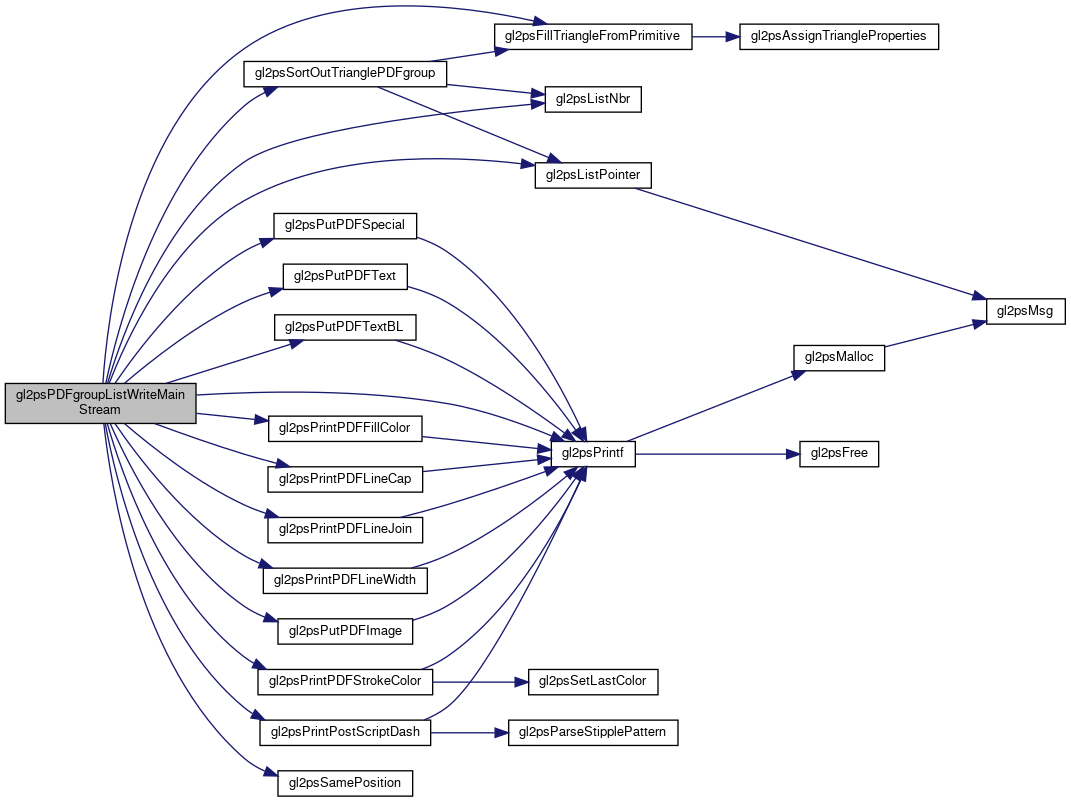 gl2psFillTriangleFromPrimitive
gl2psAssignTriangleProperties
gl2psSortOutTrianglePDFgroup
gl2psListNbr
gl2psListPointer
gl2psPutPDFSpecial
gl2psPutPDFText
gl2psMsg
gl2psPutPDFTextBL
gl2psMalloc
gl2psPDFgroupListWriteMain
Stream
gl2psPrintPDFFillColor
gl2psPrintf
gl2psFree
gl2psPrintPDFLineCap
gl2psPrintPDFLineJoin
gl2psPrintPDFLineWidth
gl2psPutPDFImage
gl2psPrintPDFStrokeColor
gl2psSetLastColor
gl2psPrintPostScriptDash
gl2psParseStipplePattern
gl2psSamePosition